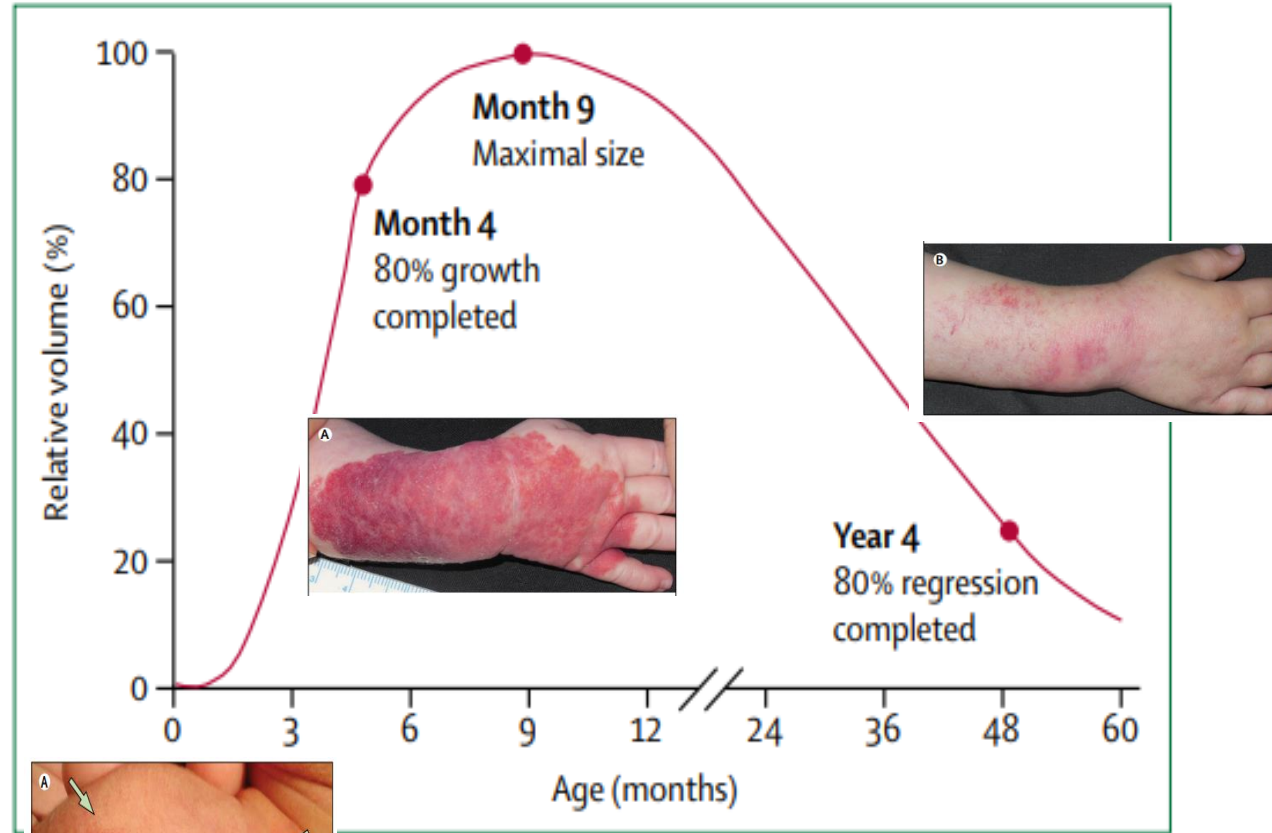 100
80
60
40
20
0
Relative volume (%)
Month 9
Maximal size
Month 4
80% growth
completed
B
A
Year 4
80% regression
completed
0 3 6 9 12 24 36 48 60
Age (months)
A